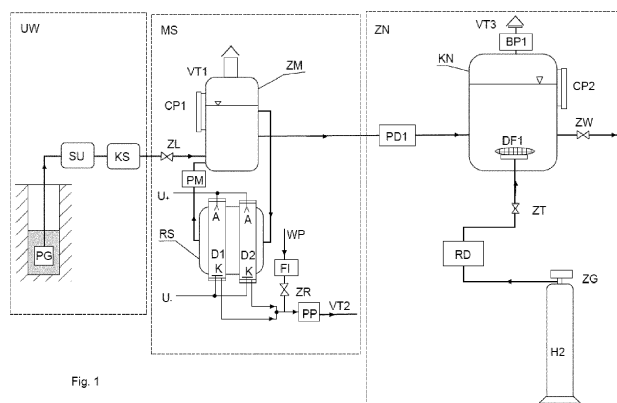 UW
MS
ZN
VT1
ZM
CP1
VT3
BP1
KN
CP2
SU
KS
ZL
PD1
DF1
ZW
PM
U+
A
A
RS
D1
D2
K
K
WP
FI
ZR
U-
PP
VT2
PG
ZT
RD
ZG
H2
Fig. 1